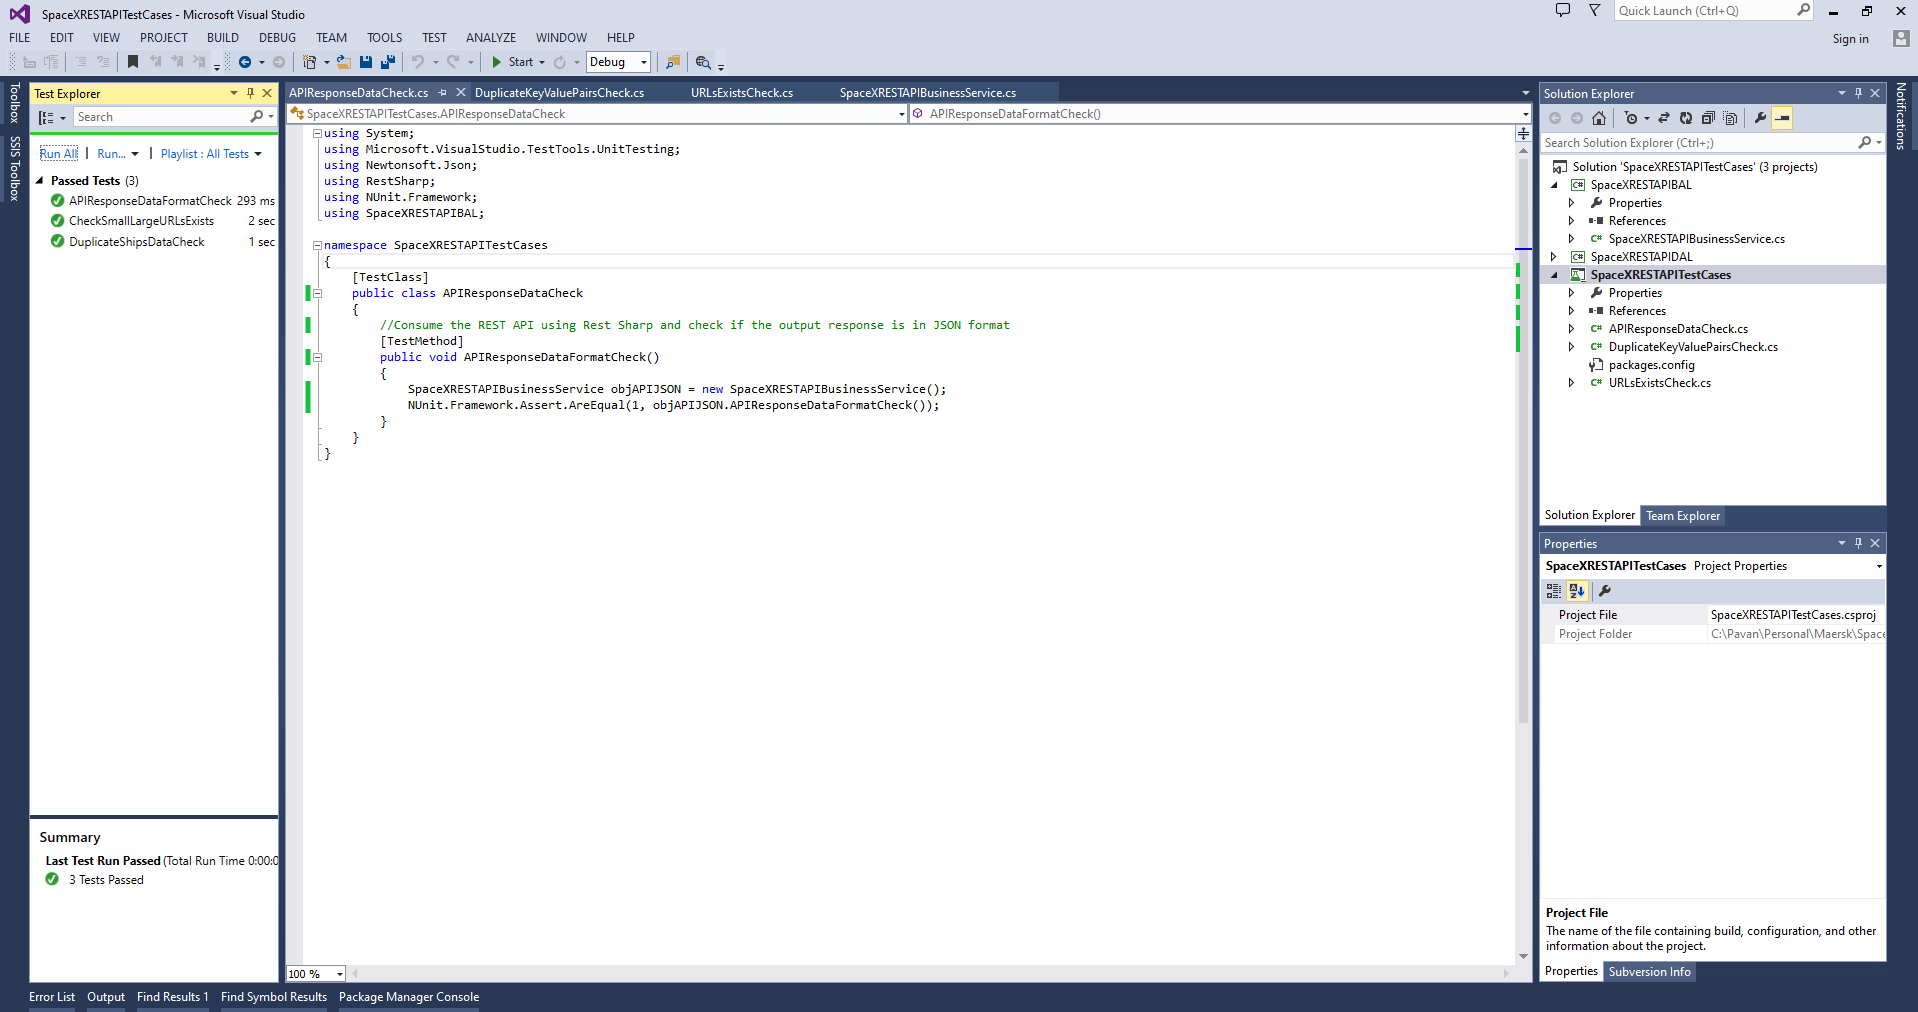 SpaceXRESTAPITestCases - Microsoft Visual Studio
Quick Launch (Ctrl+Q)
FILE EDIT VIEW PROJECT BUILD DEBUG TEAM TOOLS TEST ANALYZE WINDOW HELP
Sign in
Start Debug
Toolbox
SSIS Toolbox
Test Explorer
Search
Run All | Run... | Playlist : All Tests
Passed Tests (3)
APIResponseDataFormatCheck 293 ms
CheckSmallLargeURLsExists 2 sec
DuplicateShipsDataCheck 1 sec
Summary
Last Test Run Passed (Total Run Time 0:00:0
3 Tests Passed
APIResponseDataCheck.cs DuplicateKeyValuePairsCheck.cs URLsExistsCheck.cs SpaceXRESTAPIBusinessService.cs
SpaceXRESTAPITestCases.APIResponseDataCheck APIResponseDataFormatCheck()
using System;
using Microsoft.VisualStudio.TestTools.UnitTesting;
using Newtonsoft.Json;
using RestSharp;
using NUnit.Framework;
using SpaceXRESTAPIBAL;
namespace SpaceXRESTAPITestCases
{
[TestClass]
public class APIResponseDataCheck
{
//Consume the REST API using Rest Sharp and check if the output response is in JSON format
[TestMethod]
public void APIResponseDataFormatCheck()
{
SpaceXRESTAPIBusinessService objAPIJSON = new SpaceXRESTAPIBusinessService();
NUnit.Framework.Assert.AreEqual(1, objAPIJSON.APIResponseDataFormatCheck());
}
}
}
100 %
Solution Explorer
Search Solution Explorer (Ctrl+;)
Solution 'SpaceXRESTAPITestCases' (3 projects)
C# SpaceXRESTAPIBAL
Properties
References
C# SpaceXRESTAPIBusinessService.cs
C# SpaceXRESTAPIDAL
SpaceXRESTAPITestCases
Properties
References
C# APIResponseDataCheck.cs
C# DuplicateKeyValuePairsCheck.cs
packages.config
C# URLsExistsCheck.cs
Solution Explorer Team Explorer
Properties
SpaceXRESTAPITestCases Project Properties
Project File SpaceXRESTAPITestCases.csproj
Project Folder C:\Pavan\Personal\Maersk\Space
Project File
The name of the file containing build, configuration, and other
information about the project.
Properties Subversion Info
Notifications
Error List Output Find Results 1 Find Symbol Results Package Manager Console